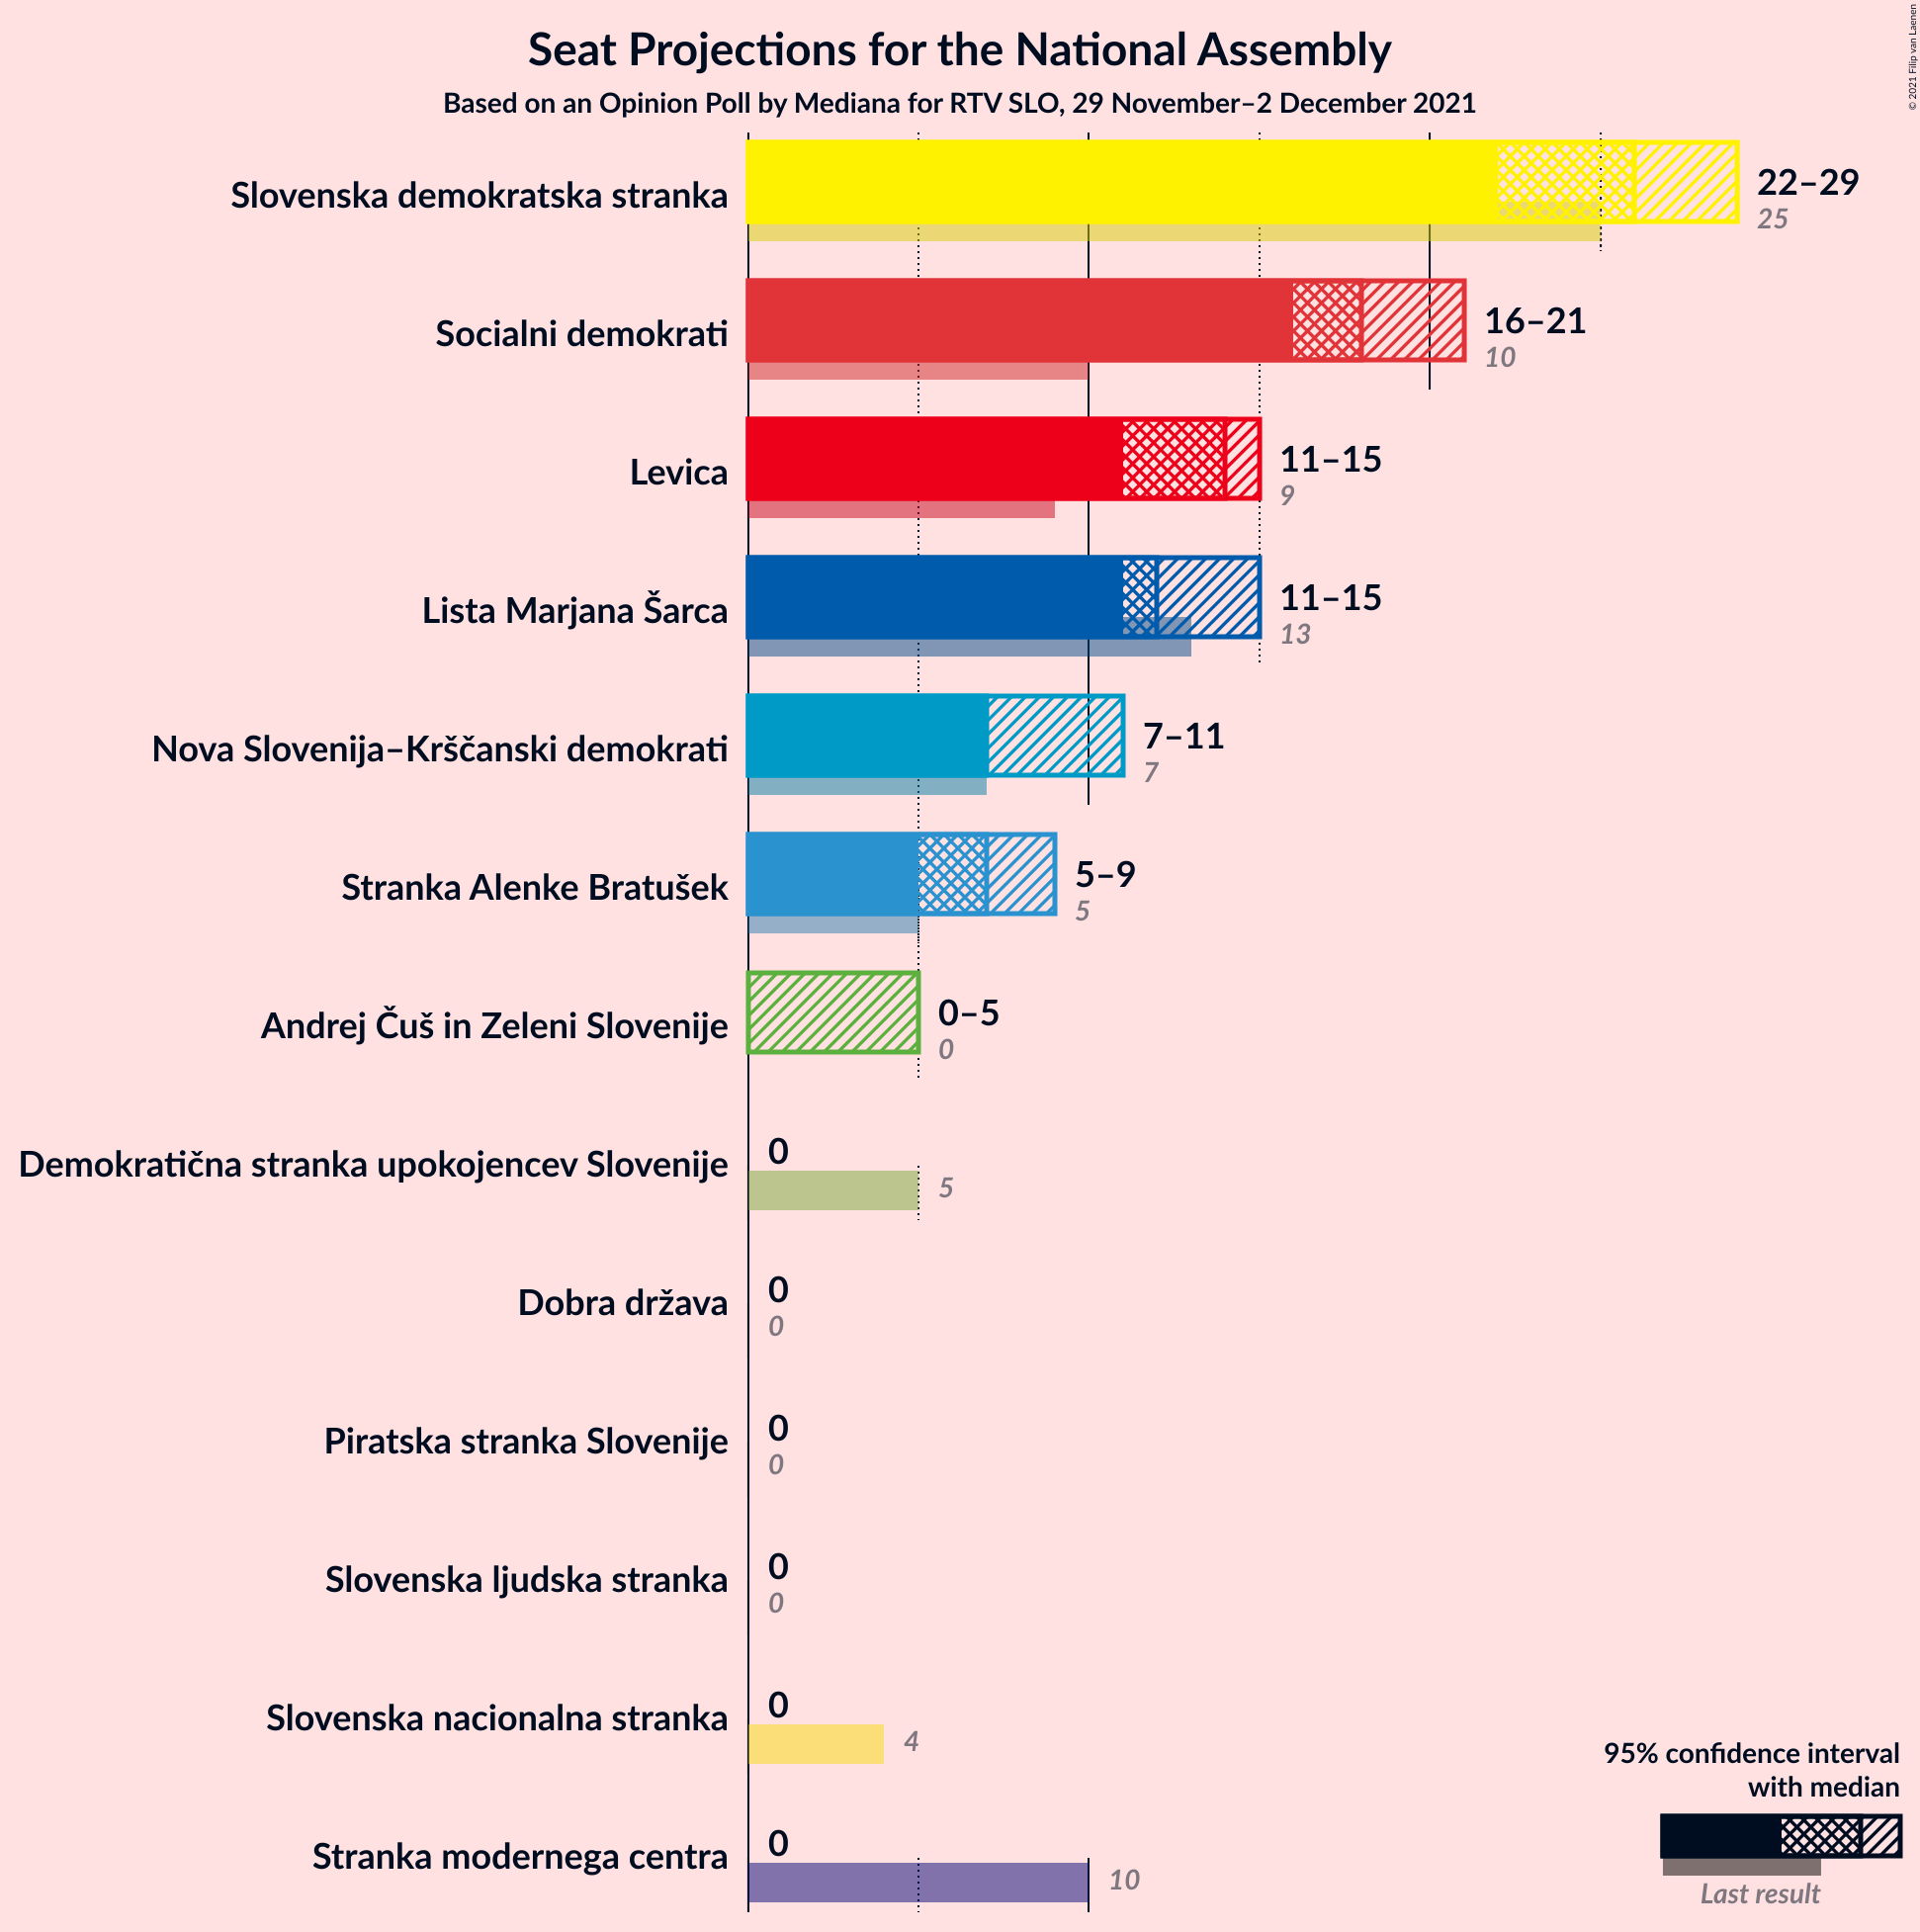 Seat Projections for the National Assembly
Based on an Opinion Poll by Mediana for RTV SLO, 29 November–2 December 2021
© 2021 Filip van Laenen
Slovenska demokratska stranka
22–29
25
Socialni demokrati
16–21
10
Levica
11–15
9
Lista Marjana Šarca
11–15
13
Nova Slovenija–Krščanski demokrati
7–11
7
Stranka Alenke Bratušek
5–9
5
Andrej Čuš in Zeleni Slovenije
0–5
0
Demokratična stranka upokojencev Slovenije
0
5
Dobra država
0
0
Piratska stranka Slovenije
0
0
Slovenska ljudska stranka
0
0
Slovenska nacionalna stranka
0
4
Stranka modernega centra
0
10
95% confidence interval
with median
Last result